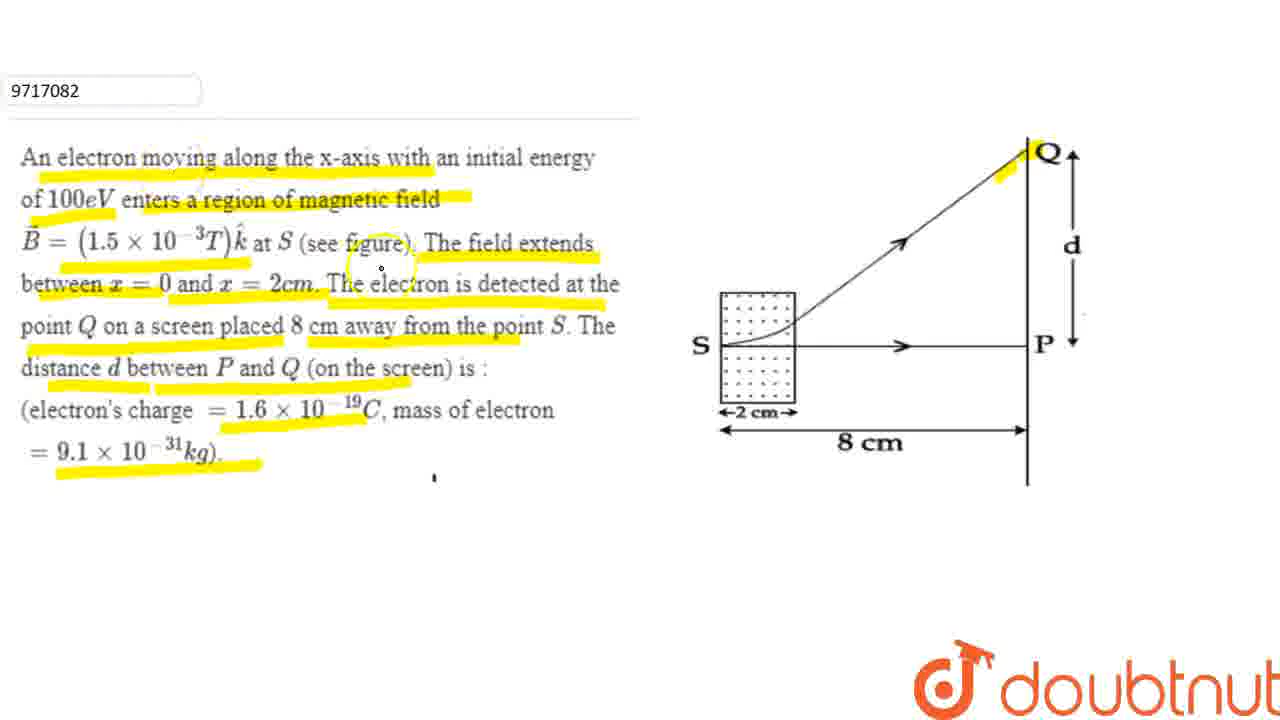 9717082
An electron moving along the x-axis with an initial energy
of 100eV enters a region of magnetic field
B⃗ = (1.5 × 10⁻³T)k̂ at S (see figure). The field extends
between x = 0 and x = 2cm. The electron is detected at the
point Q on a screen placed 8 cm away from the point S. The
distance d between P and Q (on the screen) is :
(electron's charge = 1.6 × 10⁻¹⁹C, mass of electron
= 9.1 × 10⁻³¹kg).
Q
d
S
P
2 cm
8 cm
doubtnut